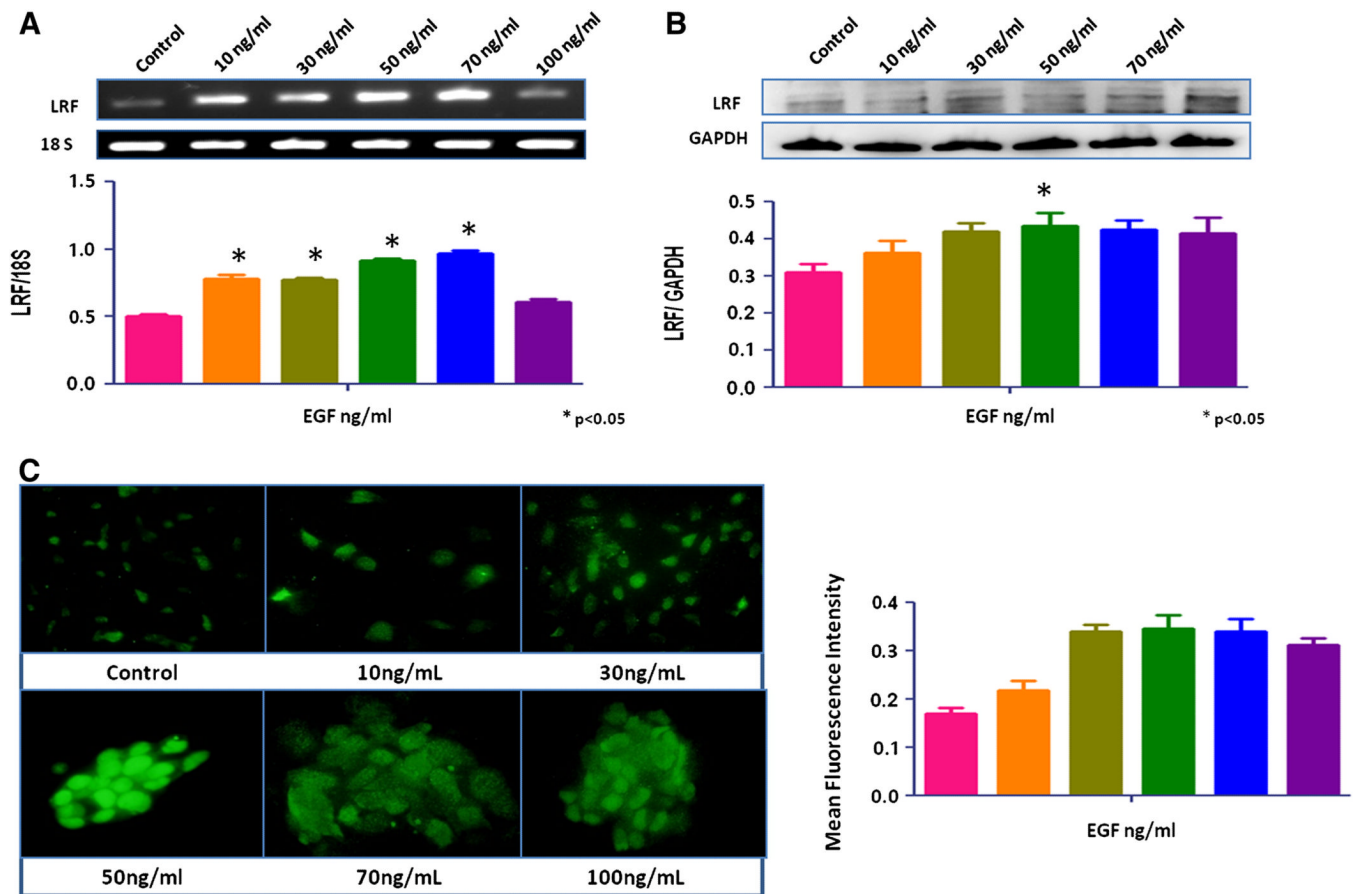 A
Control 10 ng/ml 30 ng/ml 50 ng/ml 70 ng/ml 100 ng/ml
LRF
18 S
1.5
1.0
0.5
0.0
LRF/18S
* * * *
EGF ng/ml
* p<0.05
B
Control 10 ng/ml 30 ng/ml 50 ng/ml 70 ng/ml
LRF
GAPDH
0.5
0.4
0.3
0.2
0.1
0.0
LRF/ GAPDH
*
EGF ng/ml
* p<0.05
C
Control 10ng/mL 30ng/mL
50ng/ml 70ng/mL 100ng/mL
Mean Fluorescence Intensity
0.4
0.3
0.2
0.1
0.0
EGF ng/ml